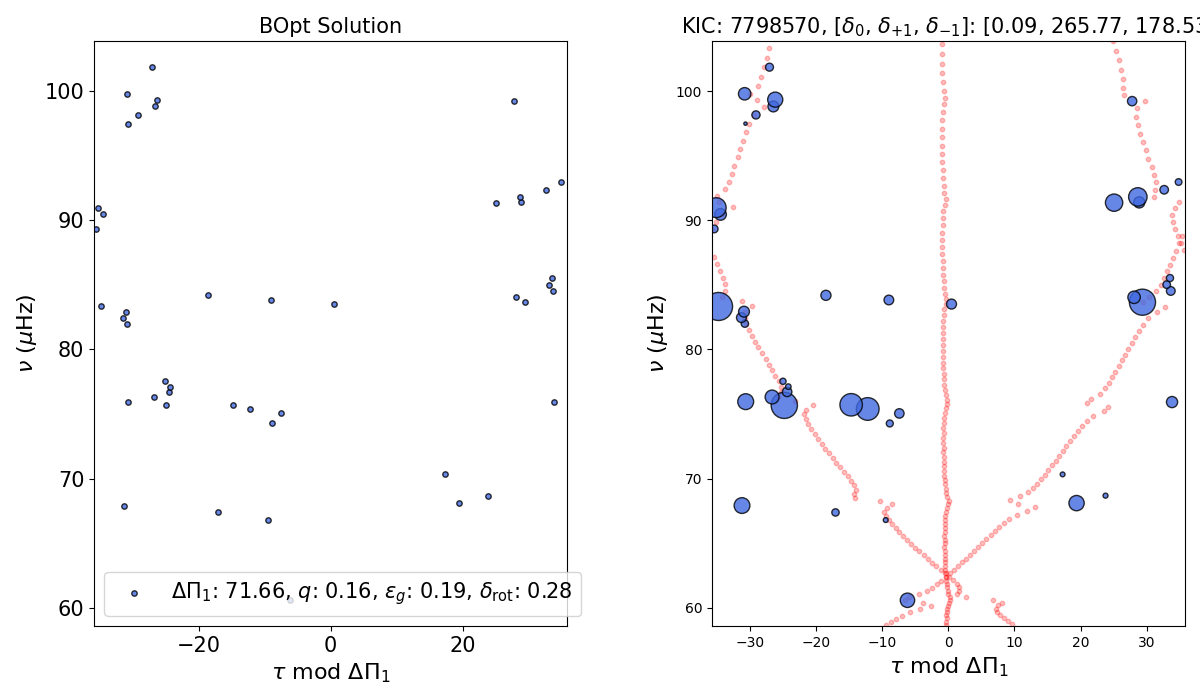 BOpt Solution
KIC: 7798570, [δ₀, δ₊₁, δ₋₁]: [0.09, 265.77, 178.53
100
90
80
70
60
ν (μHz)
ΔΠ₁: 71.66, q: 0.16, ε_g: 0.19, δ_rot: 0.28
−20
0
20
τ mod ΔΠ₁
100
90
80
70
60
ν (μHz)
−30
−20
−10
0
10
20
30
τ mod ΔΠ₁